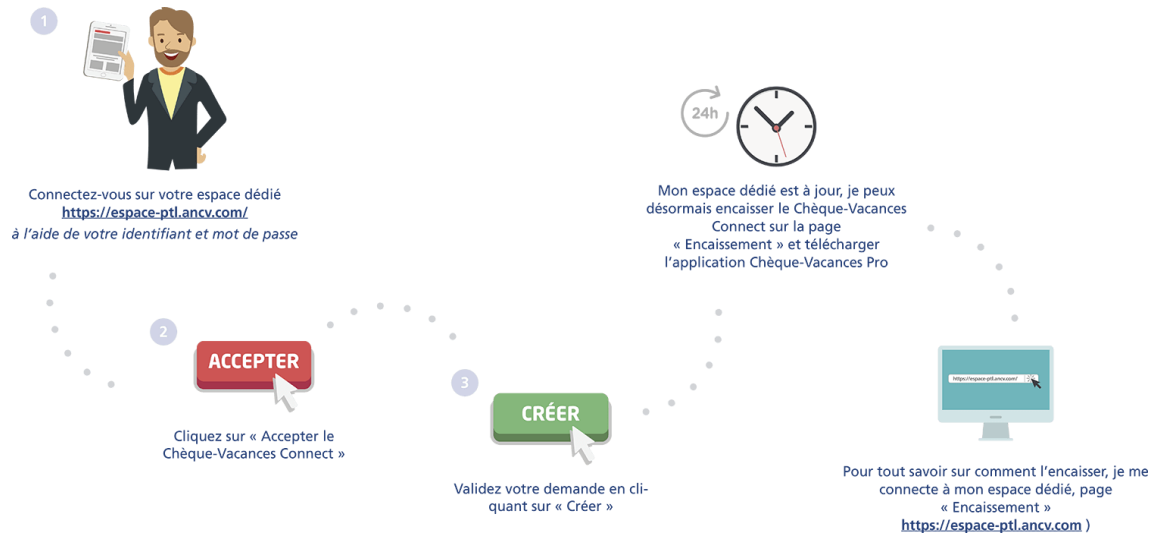 1
Connectez-vous sur votre espace dédié
https://espace-ptl.ancv.com/
à l’aide de votre identifiant et mot de passe
2
ACCEPTER
Cliquez sur « Accepter le
Chèque-Vacances Connect »
3
CRÉER
Validez votre demande en cli-
quant sur « Créer »
24h
Mon espace dédié est à jour, je peux
désormais encaisser le Chèque-Vacances
Connect sur la page
« Encaissement » et télécharger
l’application Chèque-Vacances Pro
https://espace-ptl.ancv.com/
Pour tout savoir sur comment l’encaisser, je me
connecte à mon espace dédié, page
« Encaissement »
https://espace-ptl.ancv.com )